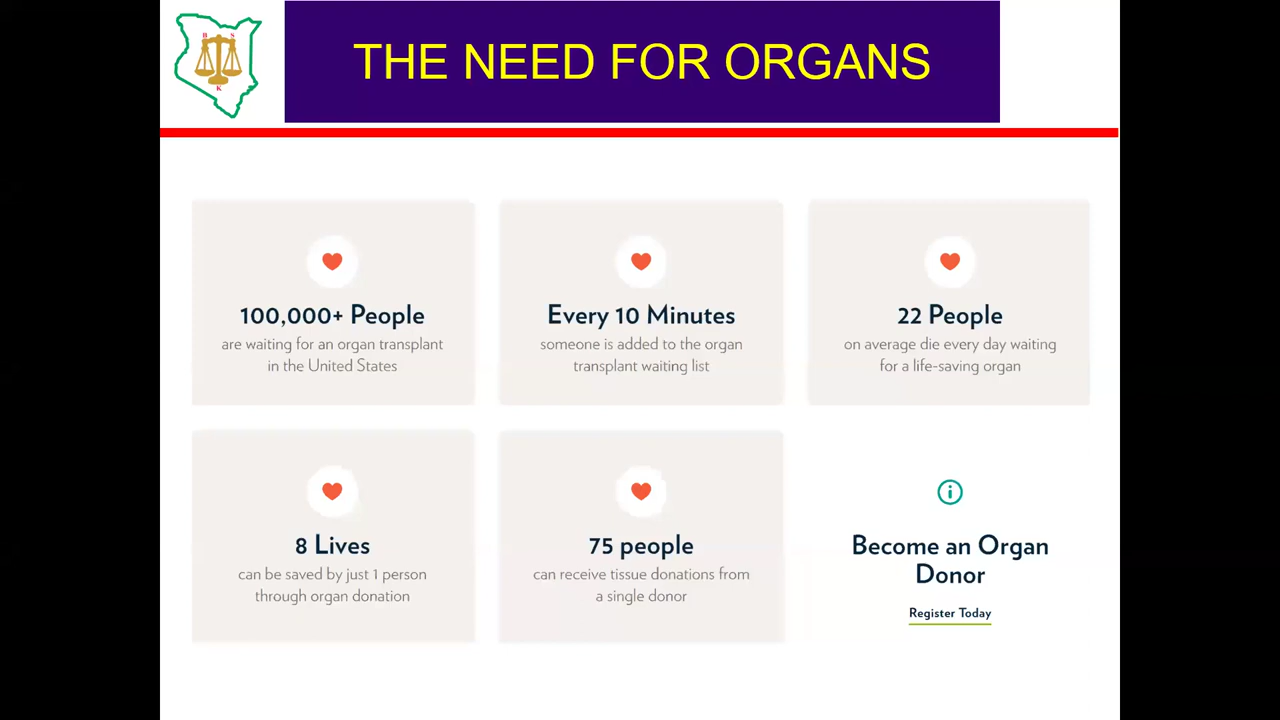 B S
K
THE NEED FOR ORGANS
100,000+ People
are waiting for an organ transplant
in the United States
Every 10 Minutes
someone is added to the organ
transplant waiting list
22 People
on average die every day waiting
for a life-saving organ
8 Lives
can be saved by just 1 person
through organ donation
75 people
can receive tissue donations from
a single donor
Become an Organ
Donor
Register Today